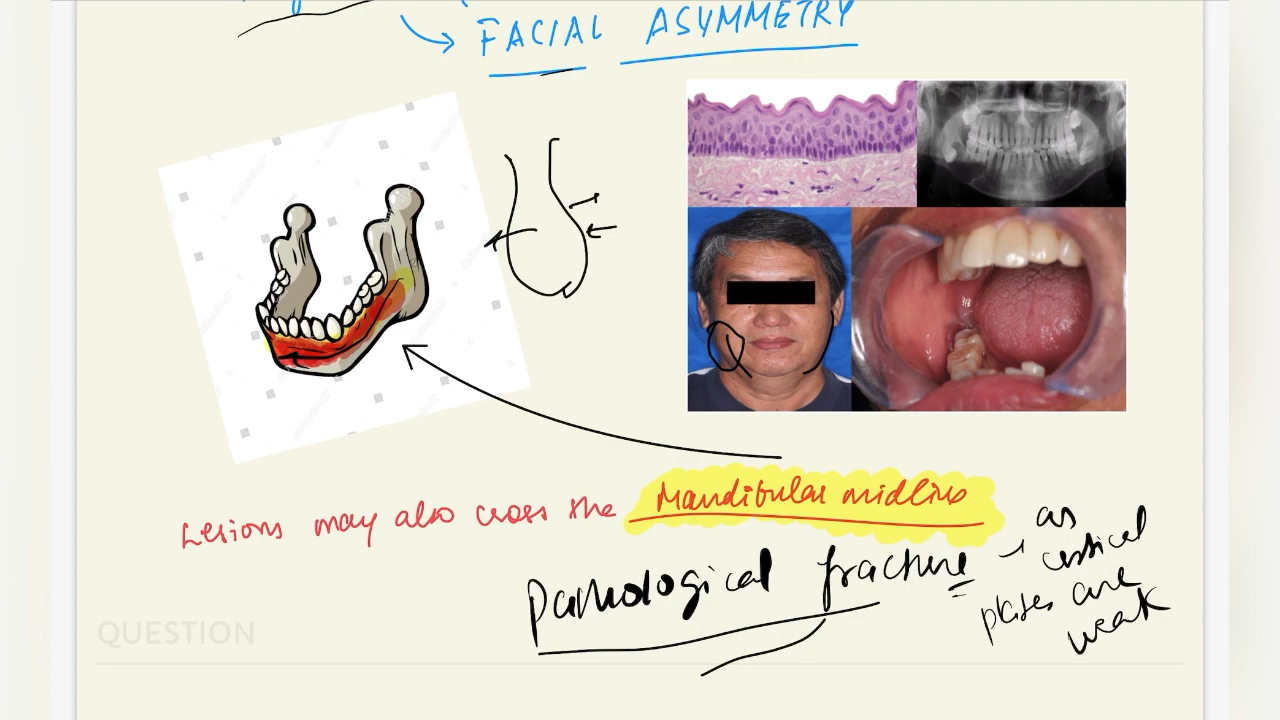 FACIAL ASYMMETRY
Lesions may also cross the Mandibular midline
Pathological fracture → as
cortical
plates are
weak
QUESTION